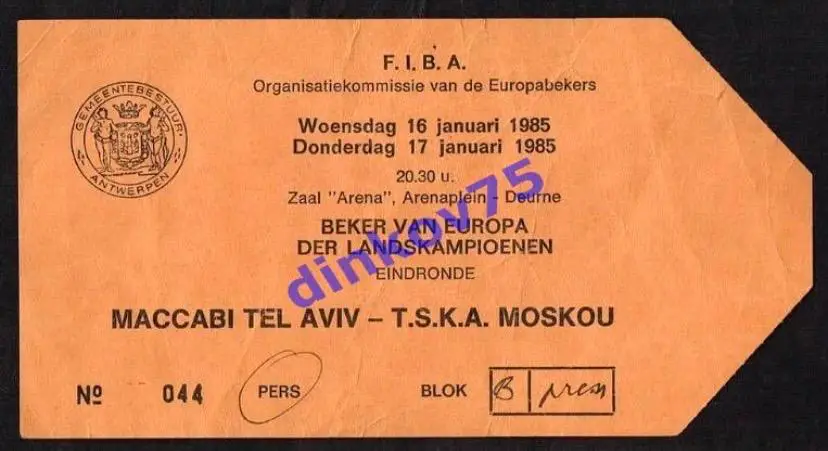 F.I.B.A.
Organisatiekommissie van de Europabekers
GEMEENTEBESTUUR
ANTWERPEN
Woensdag 16 januari 1985
Donderdag 17 januari 1985
20.30 u.
Zaal "Arena", Arenaplein - Deurne
BEKER VAN EUROPA
DER LANDSKAMPIOENEN
EINDRONDE
dinkov75
MACCABI TEL AVIV – T.S.K.A. MOSKOU
Nº 044 PERS BLOK B press